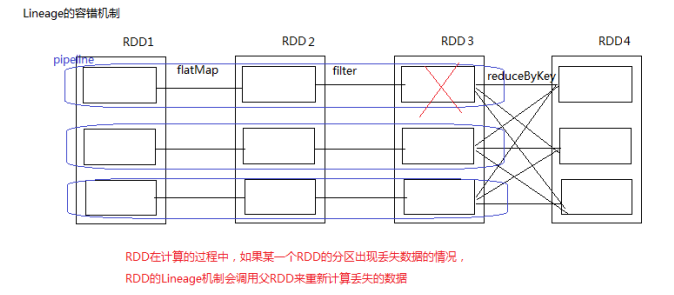 Lineage的容错机制
RDD1 RDD2 RDD3 RDD4
pipeline
flatMap filter reduceByKey
RDD在计算的过程中，如果某一个RDD的分区出现丢失数据的情况，
RDD的Lineage机制会调用父RDD来重新计算丢失的数据